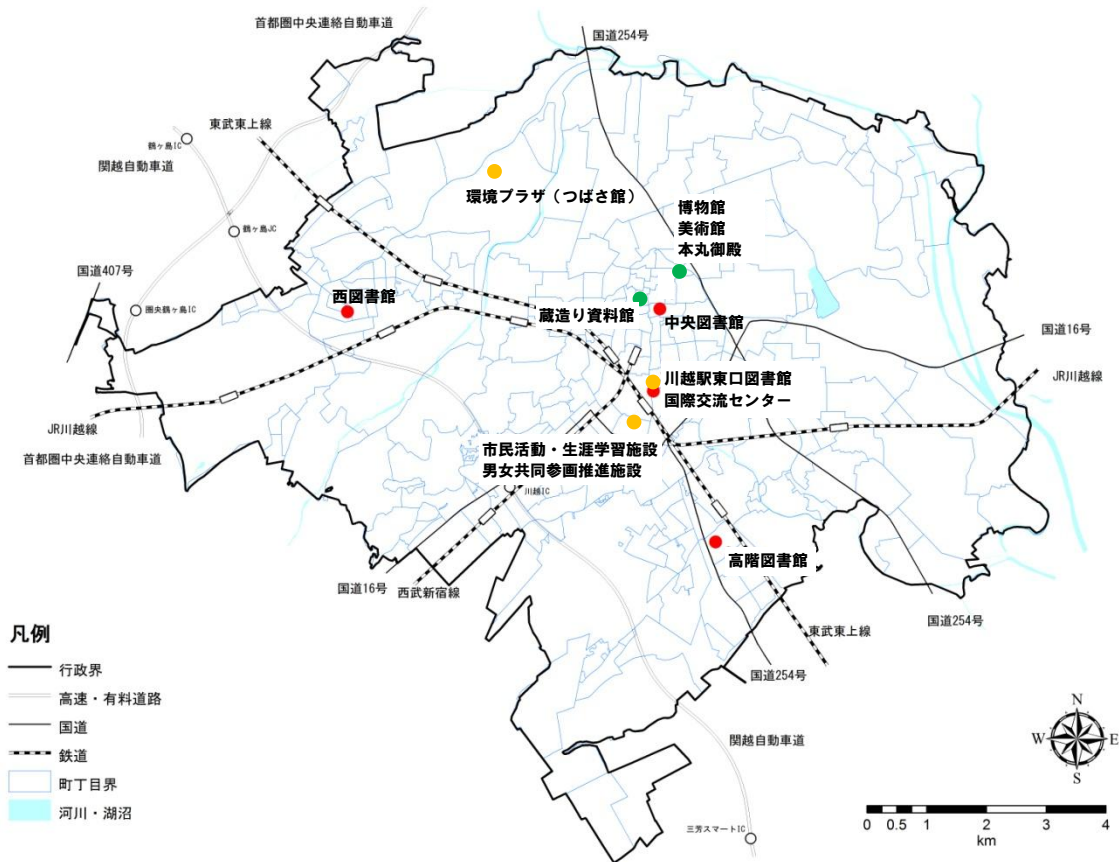 首都圏中央連絡自動車道
国道254号
東武東上線
鶴ヶ島IC
関越自動車道
環境プラザ（つばさ館）
博物館
美術館
本丸御殿
鶴ヶ島JC
国道407号
圏央鶴ヶ島IC
西図書館
蔵造り資料館
中央図書館
国道16号
JR川越線
川越駅東口図書館
国際交流センター
JR川越線
首都圏中央連絡自動車道
市民活動・生涯学習施設
男女共同参画推進施設
川越IC
高階図書館
国道16号
西武新宿線
国道254号
東武東上線
国道254号
関越自動車道
三芳スマートIC
凡例
行政界
高速・有料道路
国道
鉄道
町丁目界
河川・湖沼
N
W
E
S
0 0.5 1 2 3 4
km